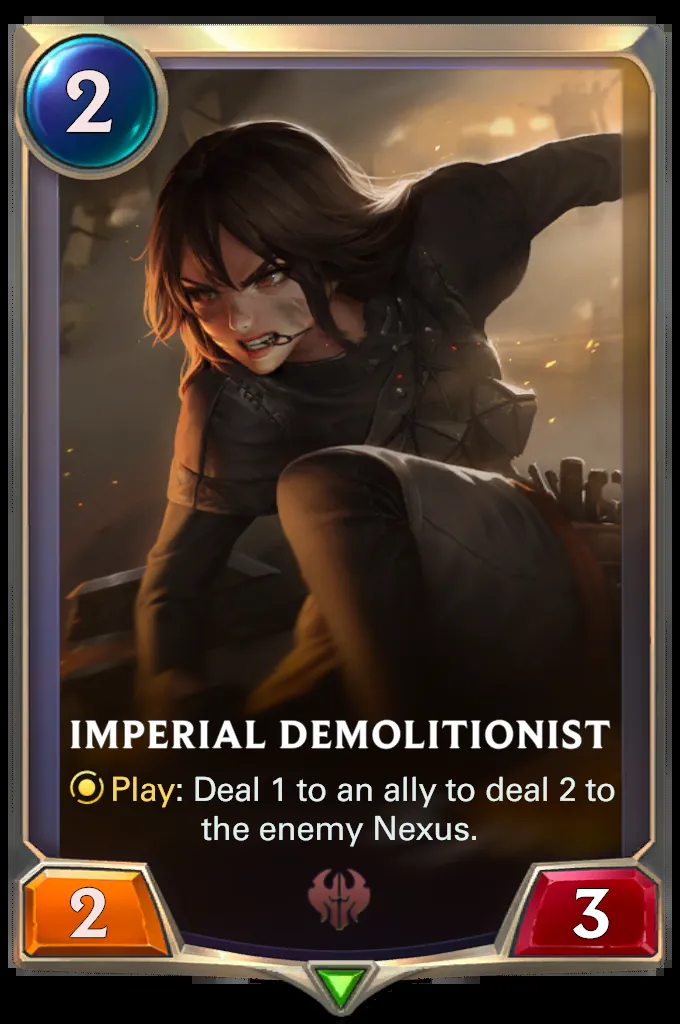 2
IMPERIAL DEMOLITIONIST
Play: Deal 1 to an ally to deal 2 to
the enemy Nexus.
2
3